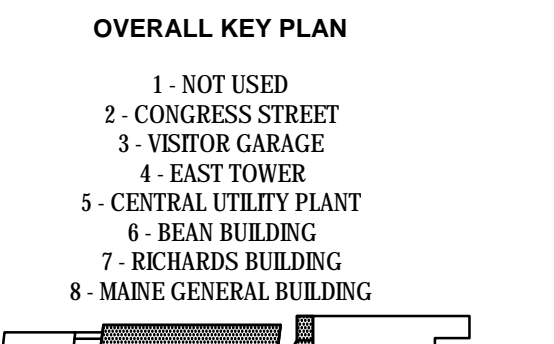 OVERALL KEY PLAN
1 - NOT USED
2 - CONGRESS STREET
3 - VISITOR GARAGE
4 - EAST TOWER
5 - CENTRAL UTILITY PLANT
6 - BEAN BUILDING
7 - RICHARDS BUILDING
8 - MAINE GENERAL BUILDING